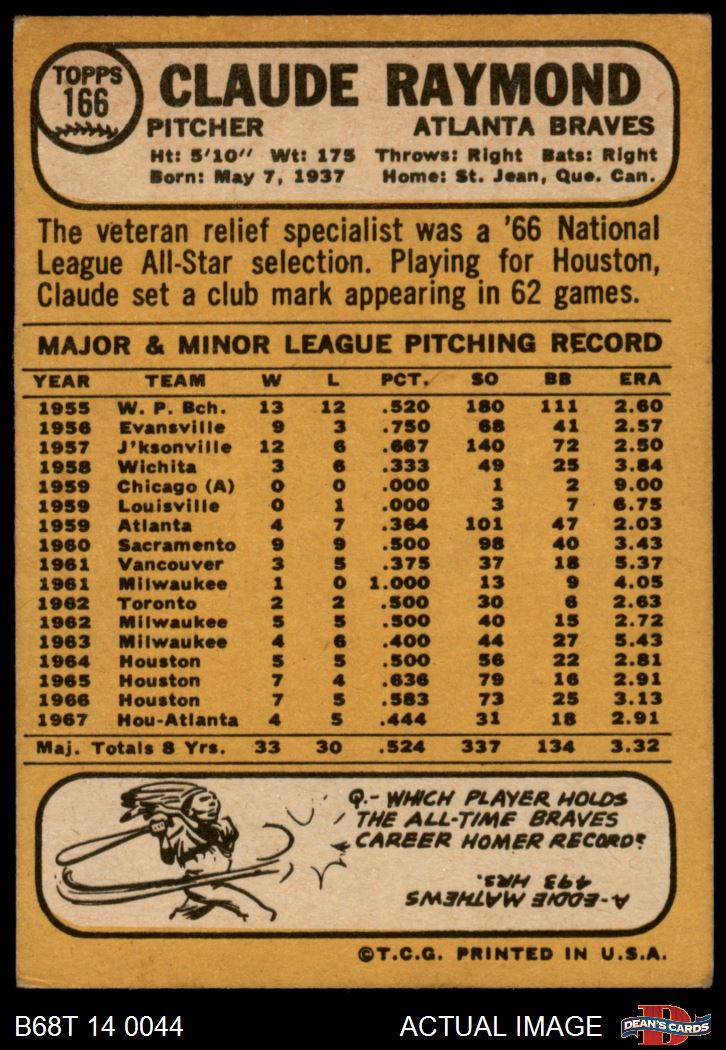 TOPPS
166
CLAUDE RAYMOND
PITCHER ATLANTA BRAVES
Ht: 5'10" Wt: 175 Throws: Right Bats: Right
Born: May 7, 1937 Home: St. Jean, Que. Can.
The veteran relief specialist was a '66 National
League All-Star selection. Playing for Houston,
Claude set a club mark appearing in 62 games.
MAJOR & MINOR LEAGUE PITCHING RECORD
YEAR TEAM W L PCT. SO BB ERA
1955 W. P. Bch. 13 12 .520 180 111 2.60
1956 Evansville 9 3 .750 68 41 2.57
1957 J'ksonville 12 6 .667 140 72 2.50
1958 Wichita 3 6 .333 49 25 3.84
1959 Chicago (A) 0 0 .000 1 2 9.00
1959 Louisville 0 1 .000 3 7 6.75
1959 Atlanta 4 7 .364 101 47 2.03
1960 Sacramento 9 9 .500 98 40 3.43
1961 Vancouver 3 5 .375 37 18 5.37
1961 Milwaukee 1 0 1.000 13 9 4.05
1962 Toronto 2 2 .500 30 6 2.63
1962 Milwaukee 5 5 .500 40 15 2.72
1963 Milwaukee 4 6 .400 44 27 5.43
1964 Houston 5 5 .500 56 22 2.81
1965 Houston 7 4 .636 79 16 2.91
1966 Houston 7 5 .583 73 25 3.13
1967 Hou-Atlanta 4 5 .444 31 18 2.91
Maj. Totals 8 Yrs. 33 30 .524 337 134 3.32
Q.- WHICH PLAYER HOLDS
THE ALL-TIME BRAVES
CAREER HOMER RECORD?
A-EDDIE MATHEWS
493 HRS.
©T.C.G. PRINTED IN U.S.A.
B68T 14 0044 ACTUAL IMAGE
D
DEAN'S CARDS